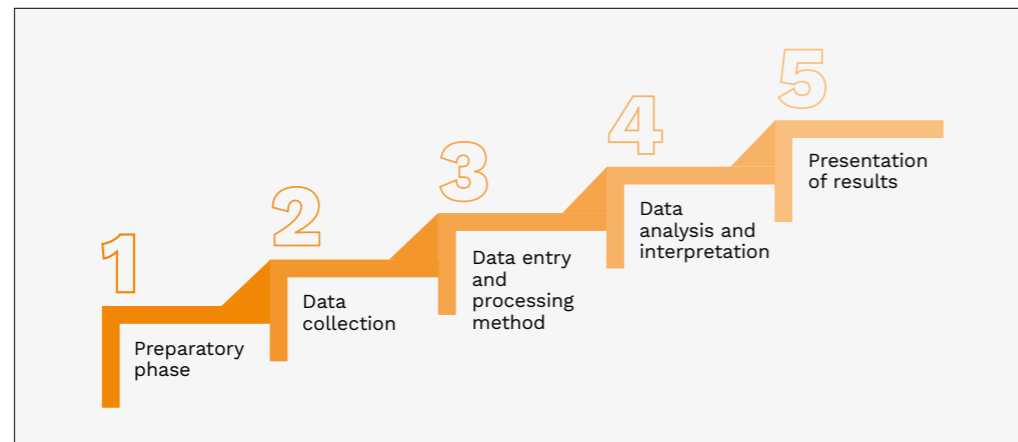 1
Preparatory
phase
2
Data
collection
3
Data entry
and
processing
method
4
Data
analysis and
interpretation
5
Presentation
of results